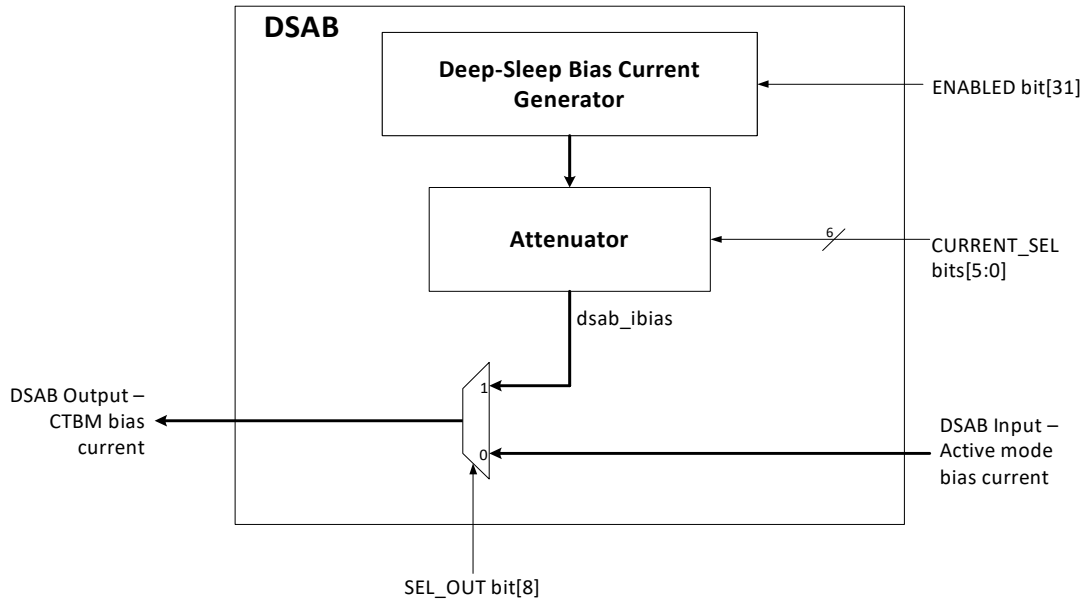 DSAB
Deep-Sleep Bias Current
Generator
ENABLED bit[31]
Attenuator
6
CURRENT_SEL
bits[5:0]
dsab_ibias
1
DSAB Output –
CTBM bias
current
0
DSAB Input –
Active mode
bias current
SEL_OUT bit[8]